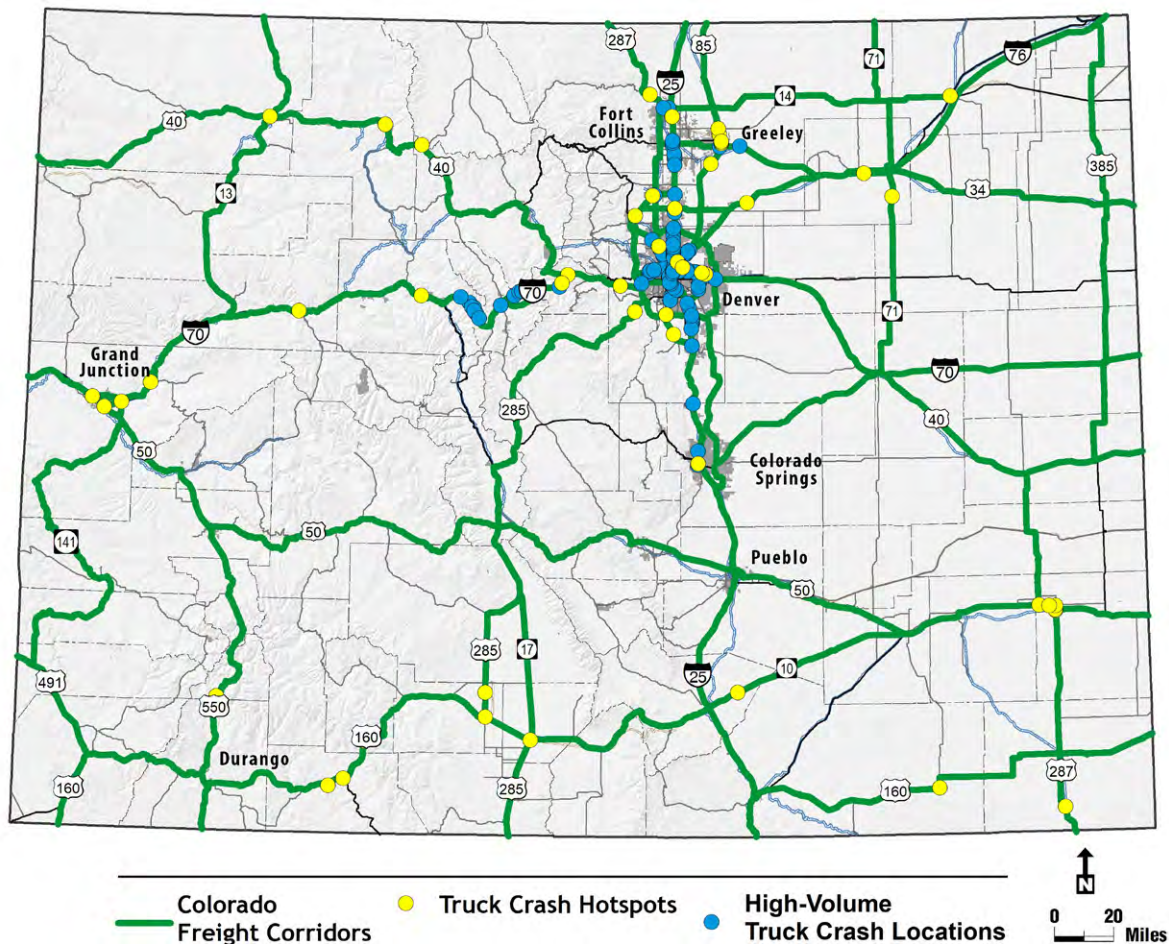 287
85
25
71
76
14
40
Fort
Collins
Greeley
40
385
13
34
70
Denver
71
70
Grand
Junction
70
285
40
50
Colorado
Springs
141
50
Pueblo
50
285
17
10
491
25
550
160
Durango
287
160
285
160
N
Colorado
Freight Corridors
Truck Crash Hotspots
High-Volume
Truck Crash Locations
0 20
Miles